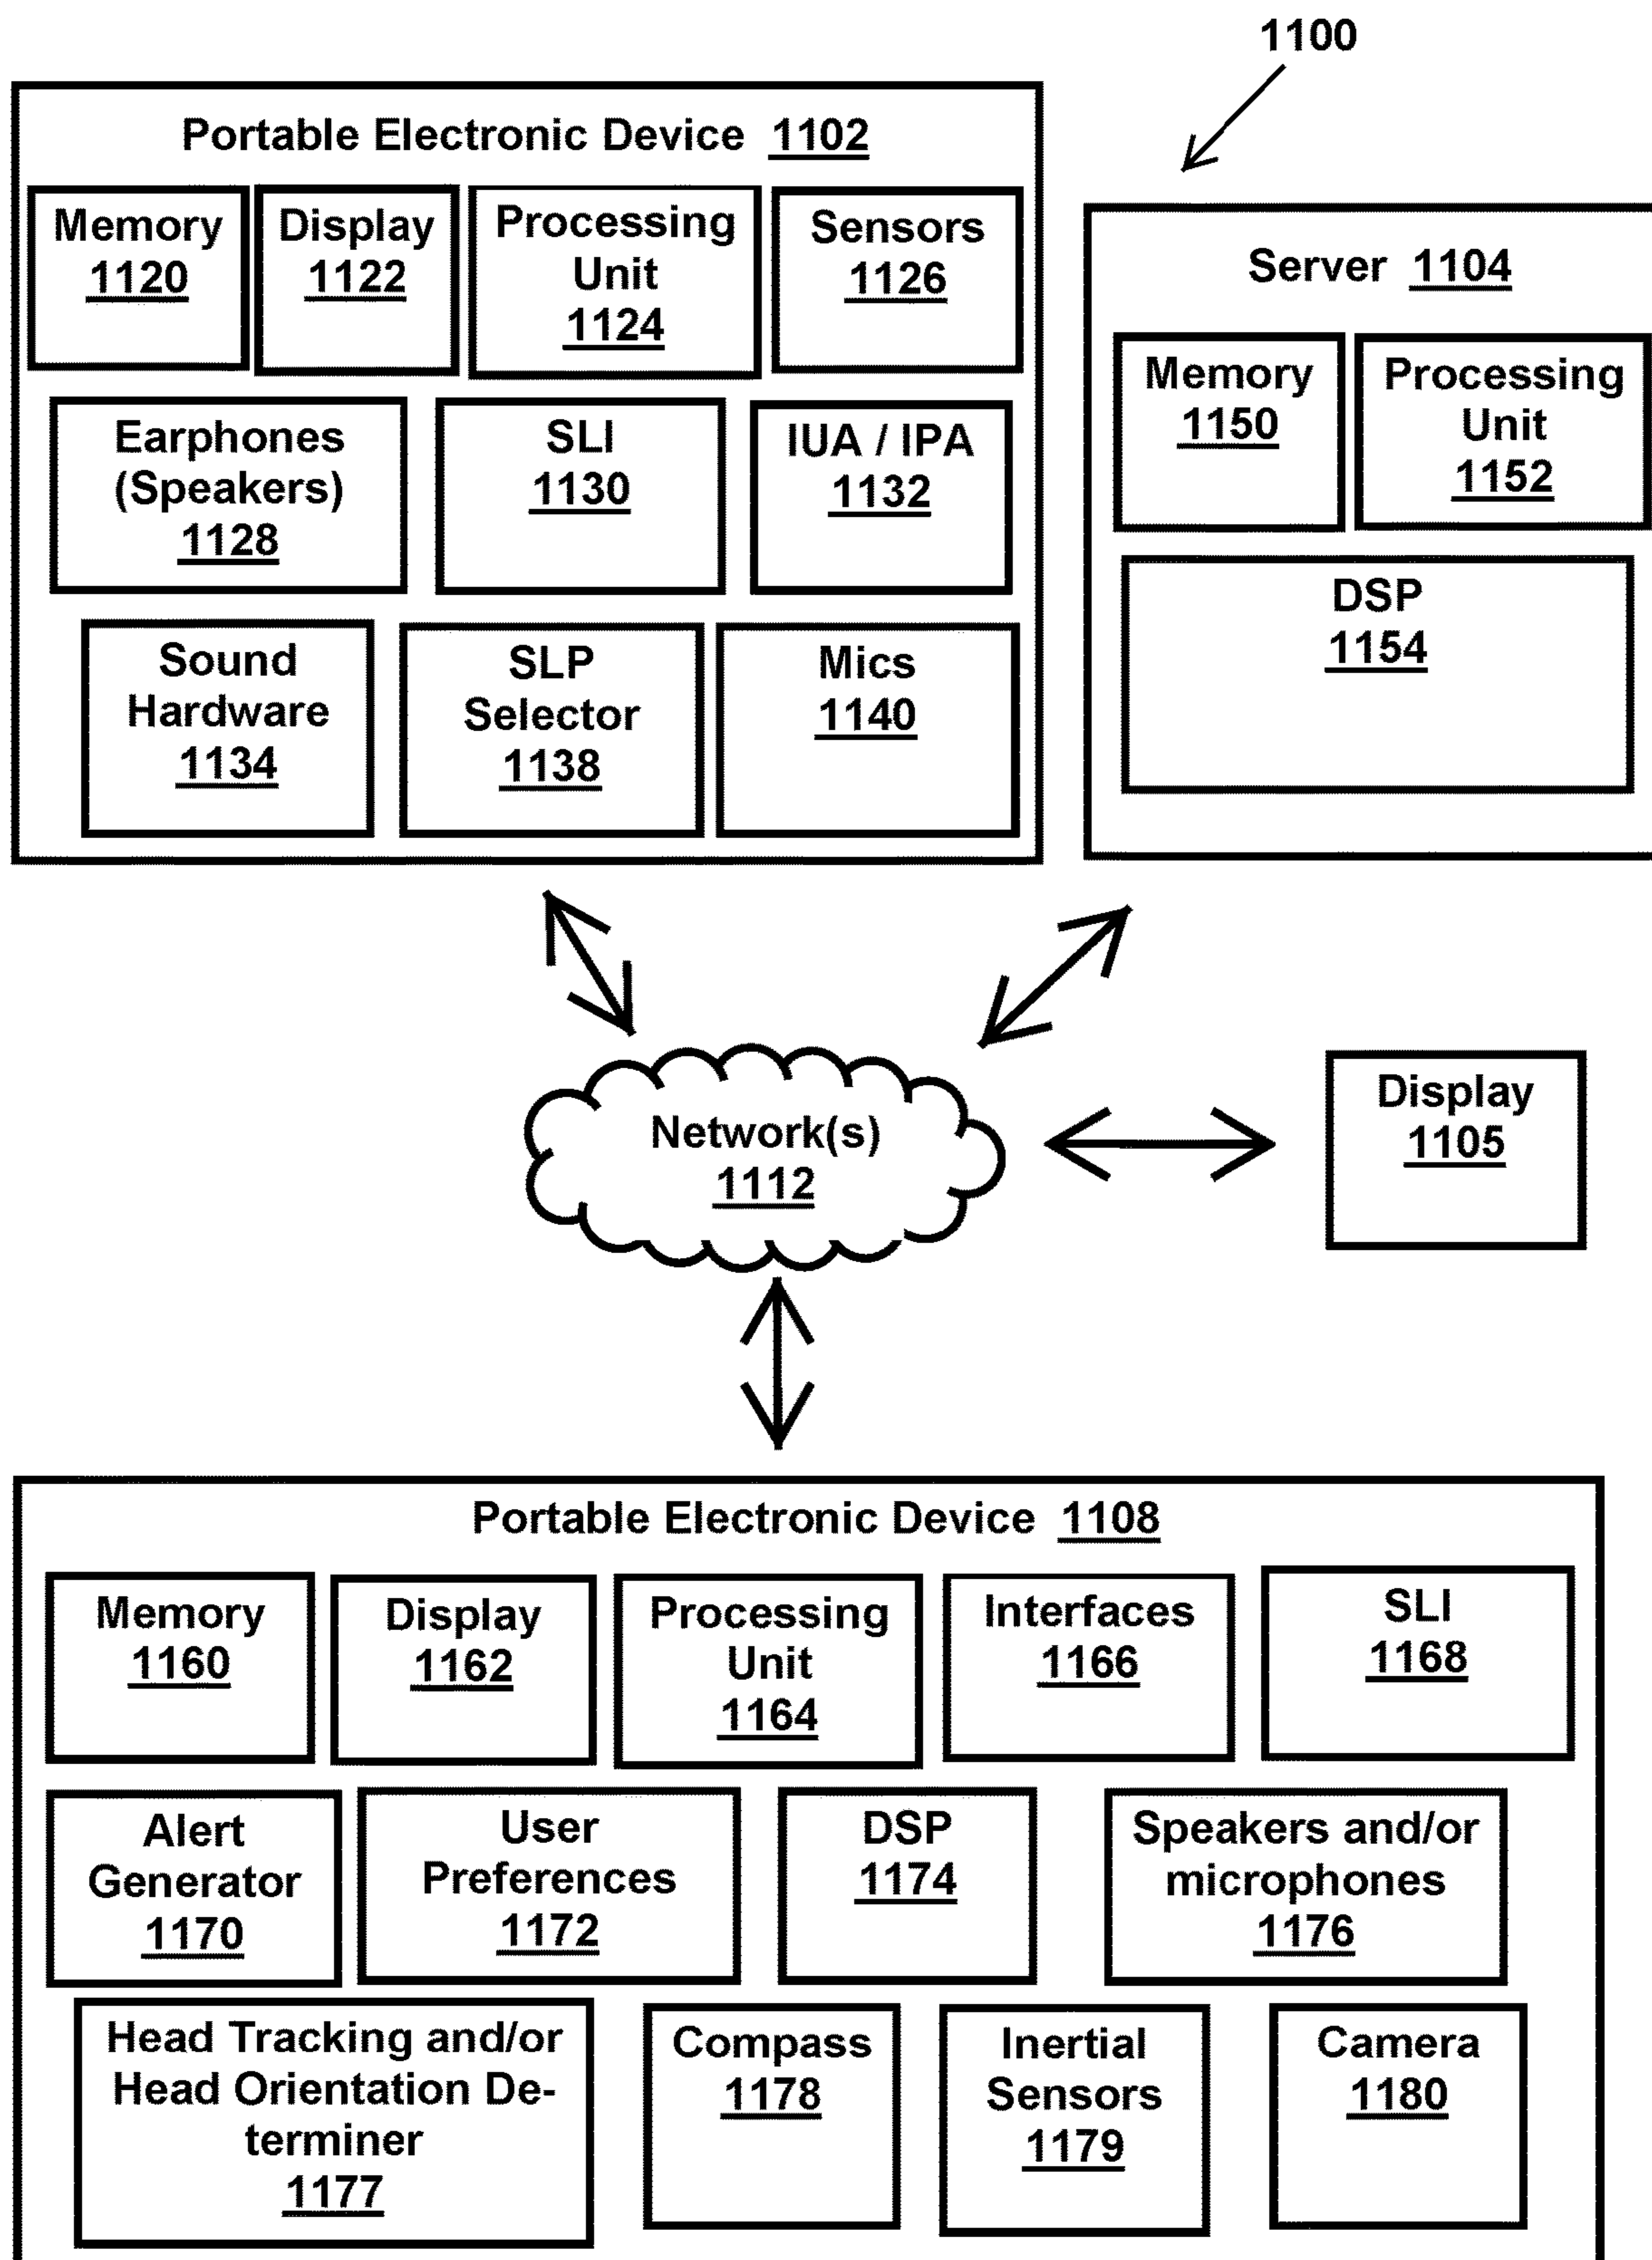 1100
Portable Electronic Device 1102
Memory
1120
Display
1122
Processing
Unit
1124
Sensors
1126
Earphones
(Speakers)
1128
SLI
1130
IUA / IPA
1132
Sound
Hardware
1134
SLP
Selector
1138
Mics
1140
Server 1104
Memory
1150
Processing
Unit
1152
DSP
1154
Network(s)
1112
Display
1105
Portable Electronic Device 1108
Memory
1160
Display
1162
Processing
Unit
1164
Interfaces
1166
SLI
1168
Alert
Generator
1170
User
Preferences
1172
DSP
1174
Speakers and/or
microphones
1176
Head Tracking and/or
Head Orientation De-
terminer
1177
Compass
1178
Inertial
Sensors
1179
Camera
1180